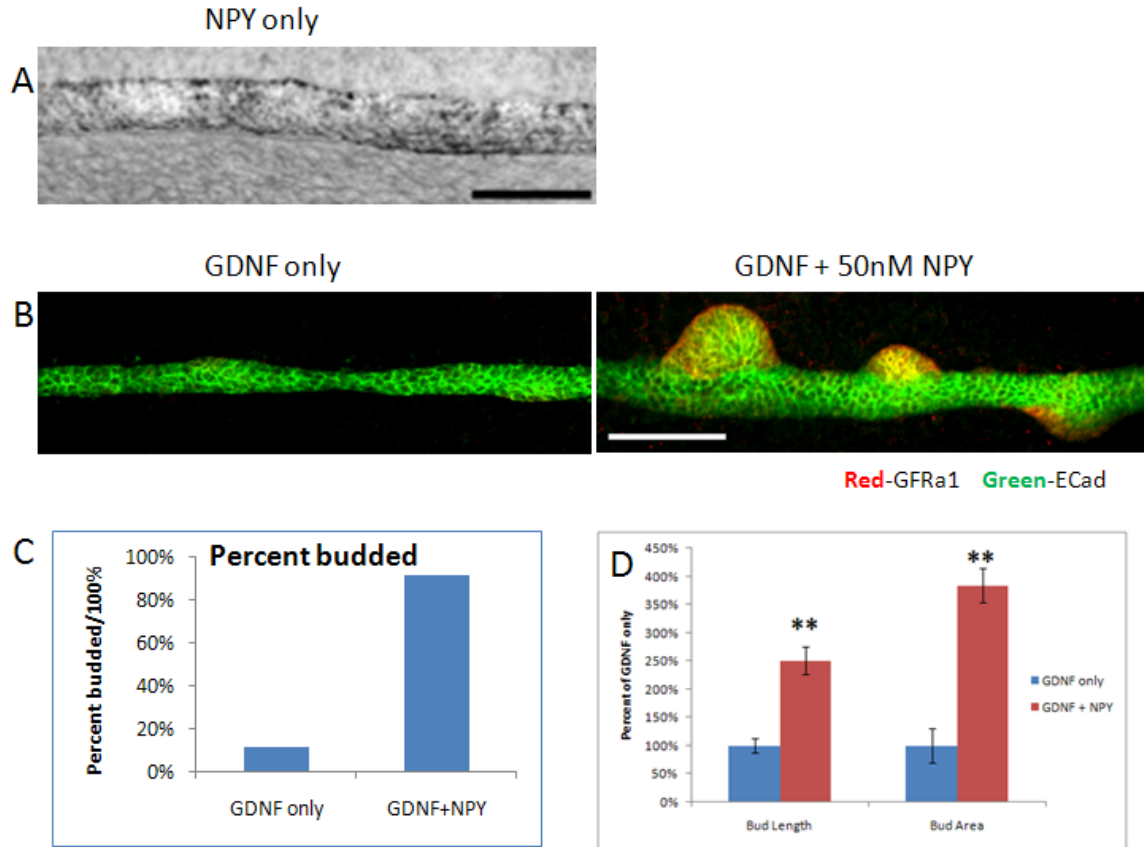 NPY only
A
GDNF only
GDNF + 50nM NPY
B
Red-GFRa1 Green-ECad
C
Percent budded
Percent budded/100%
100%
80%
60%
40%
20%
0%
GDNF only
GDNF+NPY
D
Percent of GDNF only
450%
400%
350%
300%
250%
200%
150%
100%
50%
0%
**
**
Bud Length
Bud Area
GDNF only
GDNF + NPY